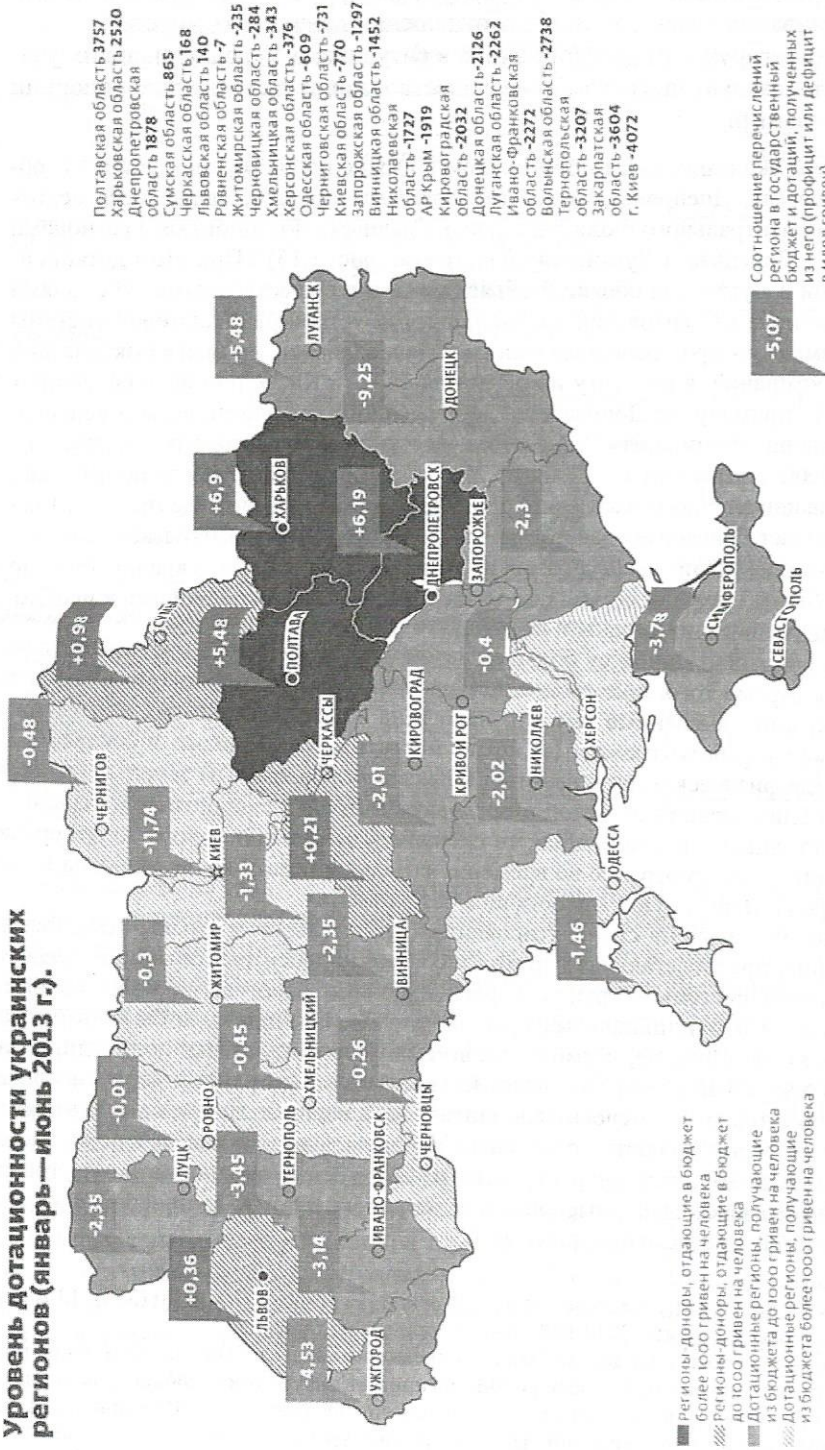 Уровень дотационности украинских
регионов (январь—июнь 2013 г.).
-2,35
-0,01
-0,3
-11,74
-0,48
+0,98
+0,36
-3,45
-0,45
-1,33
+5,48
+6,9
-5,48
-4,53
-3,14
-0,26
-2,35
+0,21
-2,01
+6,19
-9,25
-2,02
-0,4
-2,3
-1,46
-3,78
ЛУЦК
РОВНО
ЖИТОМИР
КИЕВ
ЧЕРНИГОВ
СУМЫ
ЛЬВОВ
ТЕРНОПОЛЬ
ХМЕЛЬНИЦКИЙ
ЧЕРКАССЫ
ПОЛТАВА
ХАРЬКОВ
ЛУГАНСК
УЖГОРОД
ИВАНО-ФРАНКОВСК
ЧЕРНОВЦЫ
ВИННИЦА
КИРОВОГРАД
КРИВОЙ РОГ
ДНЕПРОПЕТРОВСК
ЗАПОРОЖЬЕ
ДОНЕЦК
НИКОЛАЕВ
ХЕРСОН
ОДЕССА
СИМФЕРОПОЛЬ
СЕВАСТОПОЛЬ
Полтавская область 3757
Харьковская область 2520
Днепропетровская
область 1878
Сумская область 865
Черкасская область 168
Львовская область 140
Ровненская область -7
Житомирская область -235
Черновицкая область -284
Хмельницкая область -343
Херсонская область -376
Одесская область -609
Черниговская область -731
Киевская область -770
Запорожская область -1297
Винницкая область -1452
Николаевская
область -1727
АР Крым -1919
Кировоградская
область -2032
Донецкая область -2126
Луганская область -2262
Ивано-Франковская
область -2272
Волынская область -2738
Тернопольская
область -3207
Закарпатская
область -3604
г. Киев -4072
Регионы доноры, отдающие в бюджет
более 1000 гривен на человека
Регионы-доноры, отдающие в бюджет
до 1000 гривен на человека
Дотационные регионы, получающие
из бюджета до 1000 гривен на человека
Дотационные регионы, получающие
из бюджета более 1000 гривен на человека
-5,07
Соотношение перечислений
региона в государственный
бюджет и дотаций, полученных
из него (профицит или дефицит